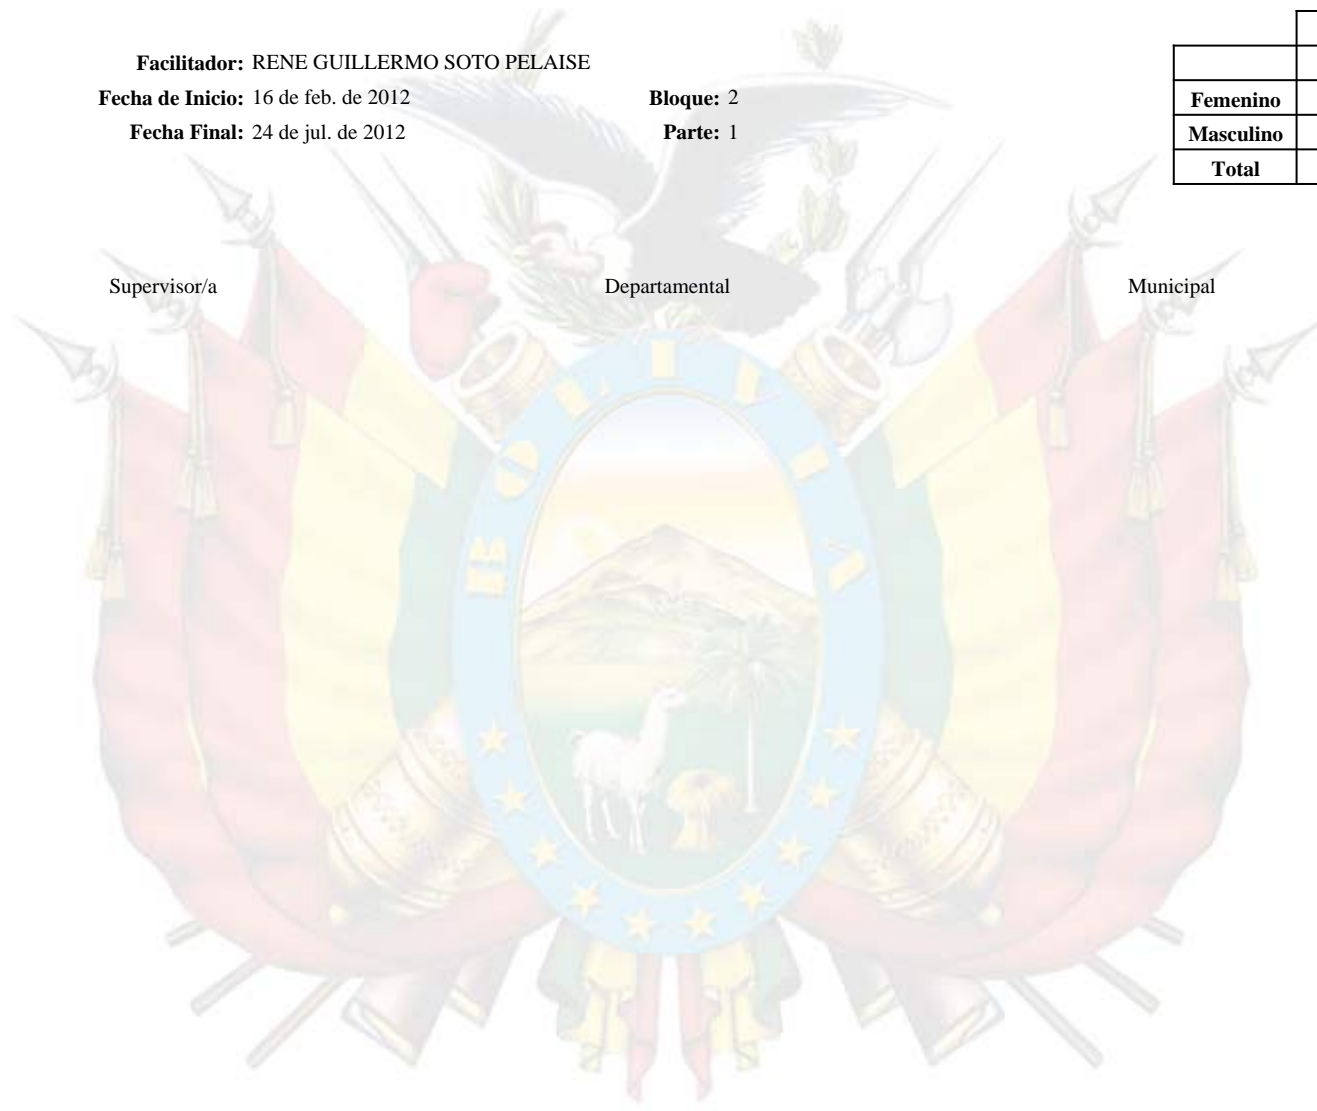 Facilitador: RENE GUILLERMO SOTO PELAISE
Fecha de Inicio: 16 de feb. de 2012 Bloque: 2
Fecha Final: 24 de jul. de 2012 Parte: 1
Femenino
Masculino
Total
Supervisor/a Departamental Municipal
BOLIVIA